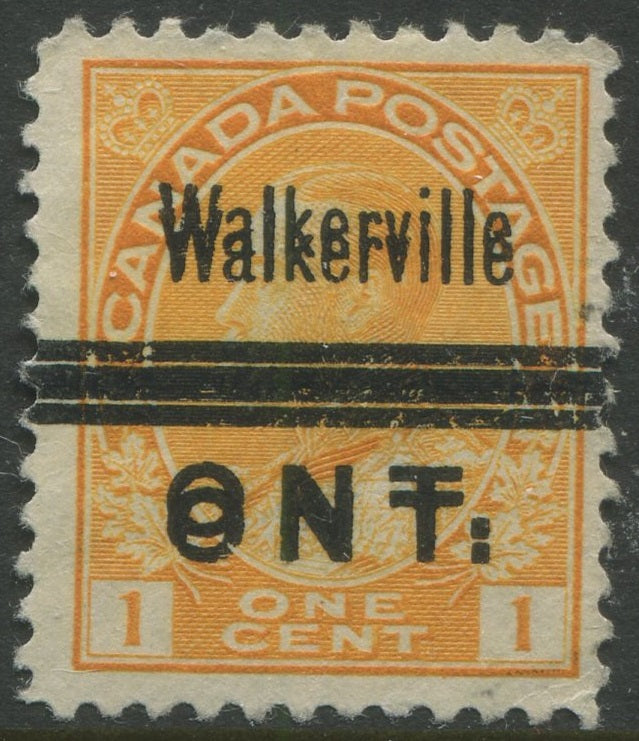 CANADA POSTAGE
Walkerville
ONT.
1 ONE CENT 1